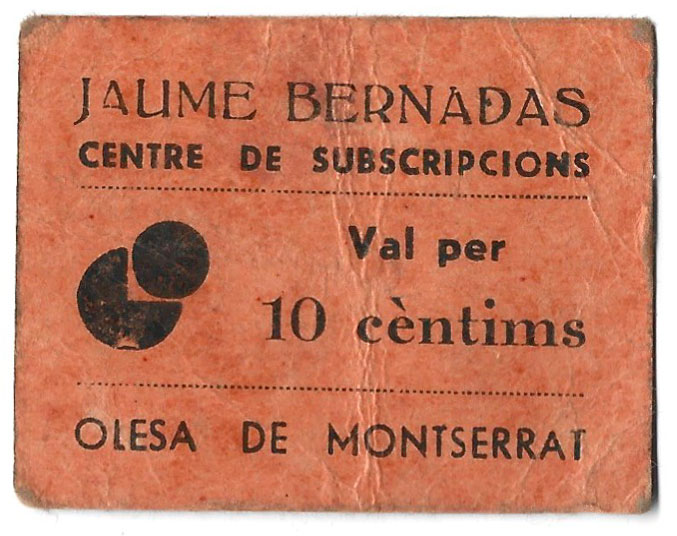 JAUME BERNADAS
CENTRE DE SUBSCRIPCIONS
Val per
10 cèntims
OLESA DE MONTSERRAT